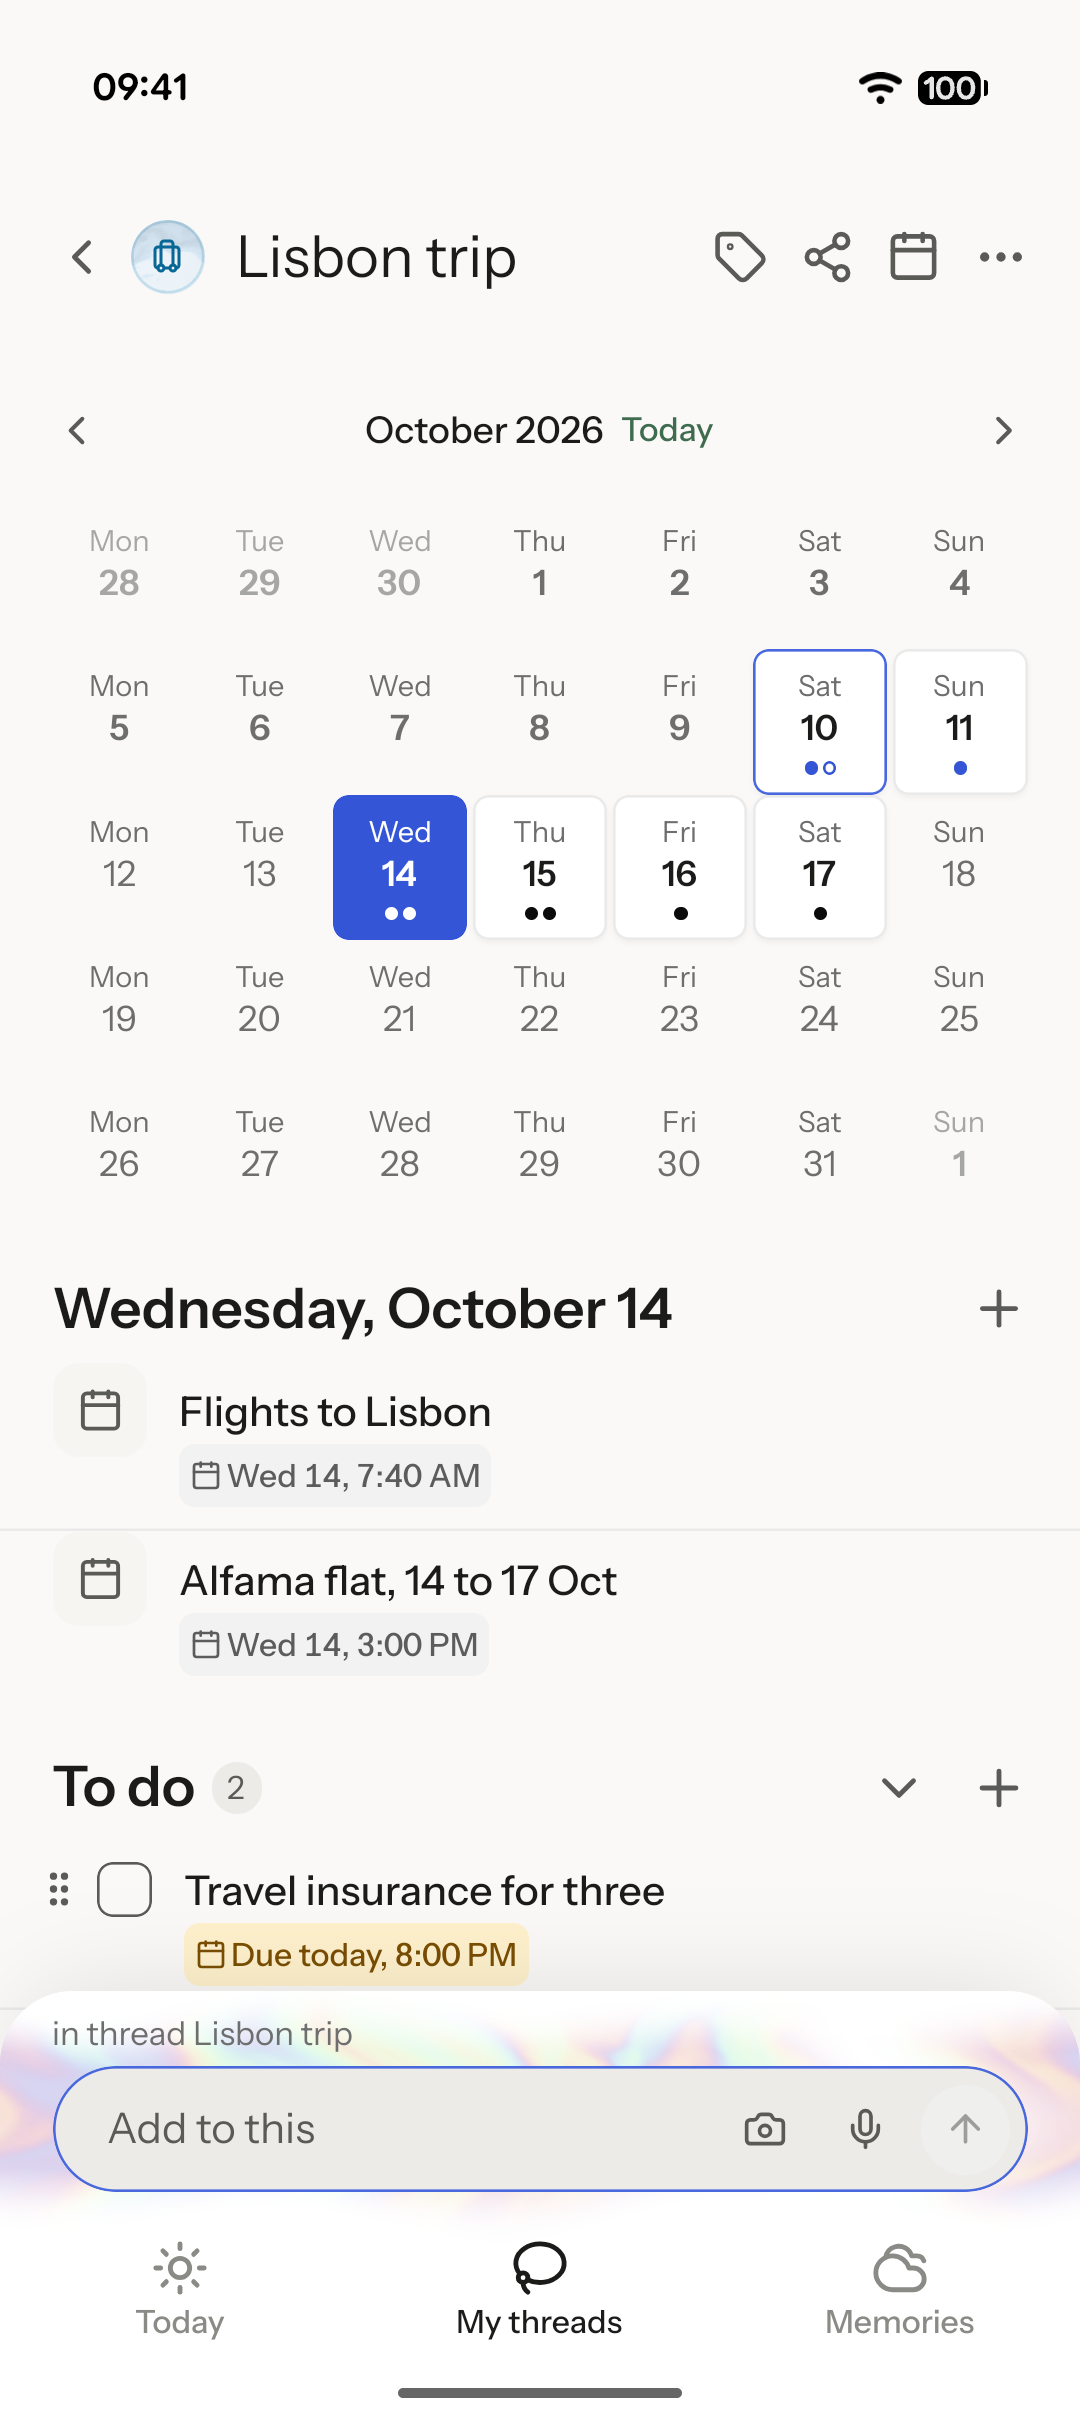 09:41
100
Lisbon trip
October 2026 Today
Mon Tue Wed Thu Fri Sat Sun
28 29 30 1 2 3 4
Mon Tue Wed Thu Fri Sat Sun
5 6 7 8 9 10 11
Mon Tue Wed Thu Fri Sat Sun
12 13 14 15 16 17 18
Mon Tue Wed Thu Fri Sat Sun
19 20 21 22 23 24 25
Mon Tue Wed Thu Fri Sat Sun
26 27 28 29 30 31 1
Wednesday, October 14
Flights to Lisbon
Wed 14, 7:40 AM
Alfama flat, 14 to 17 Oct
Wed 14, 3:00 PM
To do 2
Travel insurance for three
Due today, 8:00 PM
in thread Lisbon trip
Add to this
Today My threads Memories